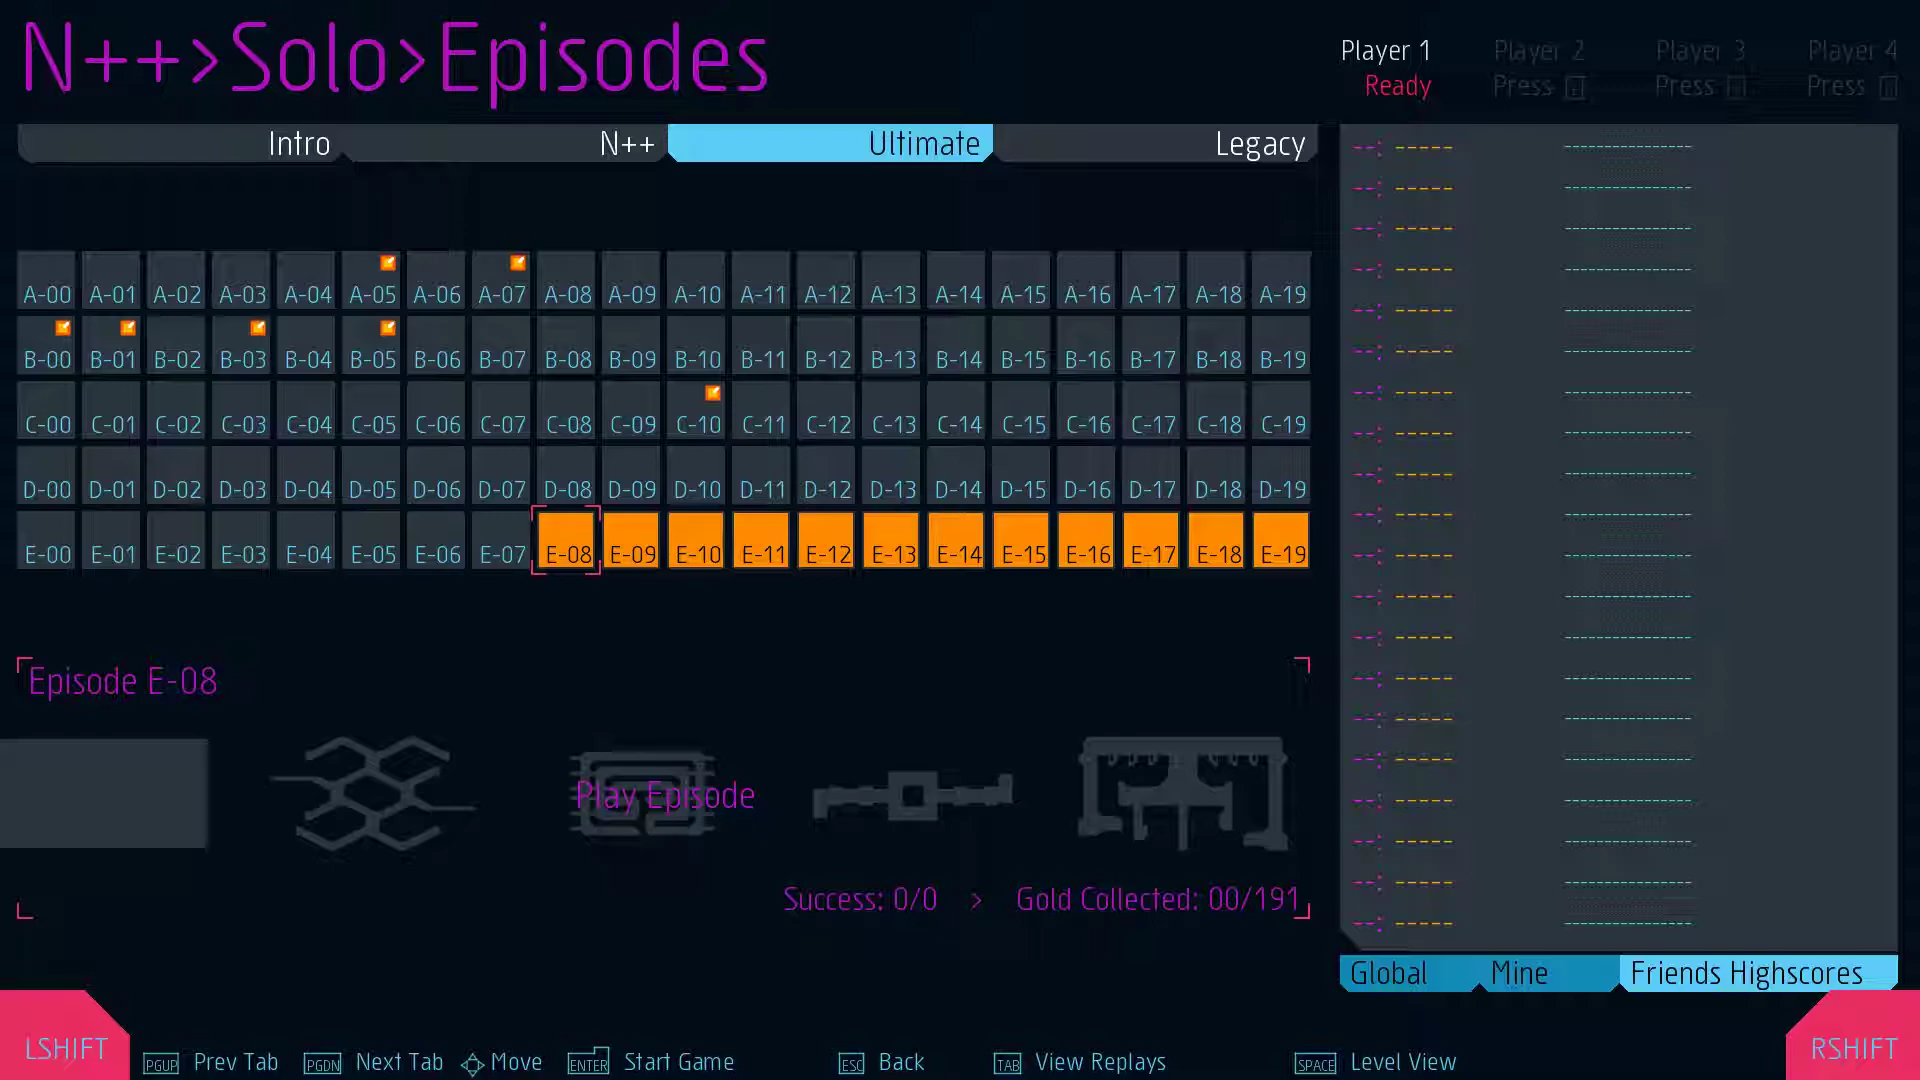 N++>Solo>Episodes
Player 1
Ready
Player 2
Press
Player 3
Press
Player 4
Press
Intro
N++
Ultimate
Legacy
A-00 A-01 A-02 A-03 A-04 A-05 A-06 A-07 A-08 A-09 A-10 A-11 A-12 A-13 A-14 A-15 A-16 A-17 A-18 A-19
B-00 B-01 B-02 B-03 B-04 B-05 B-06 B-07 B-08 B-09 B-10 B-11 B-12 B-13 B-14 B-15 B-16 B-17 B-18 B-19
C-00 C-01 C-02 C-03 C-04 C-05 C-06 C-07 C-08 C-09 C-10 C-11 C-12 C-13 C-14 C-15 C-16 C-17 C-18 C-19
D-00 D-01 D-02 D-03 D-04 D-05 D-06 D-07 D-08 D-09 D-10 D-11 D-12 D-13 D-14 D-15 D-16 D-17 D-18 D-19
E-00 E-01 E-02 E-03 E-04 E-05 E-06 E-07 E-08 E-09 E-10 E-11 E-12 E-13 E-14 E-15 E-16 E-17 E-18 E-19
Episode E-08
Play Episode
Success: 0/0 > Gold Collected: 00/191
Global
Mine
Friends Highscores
LSHIFT
PGUP Prev Tab
PGDN Next Tab
Move
ENTER Start Game
ESC Back
TAB View Replays
SPACE Level View
RSHIFT